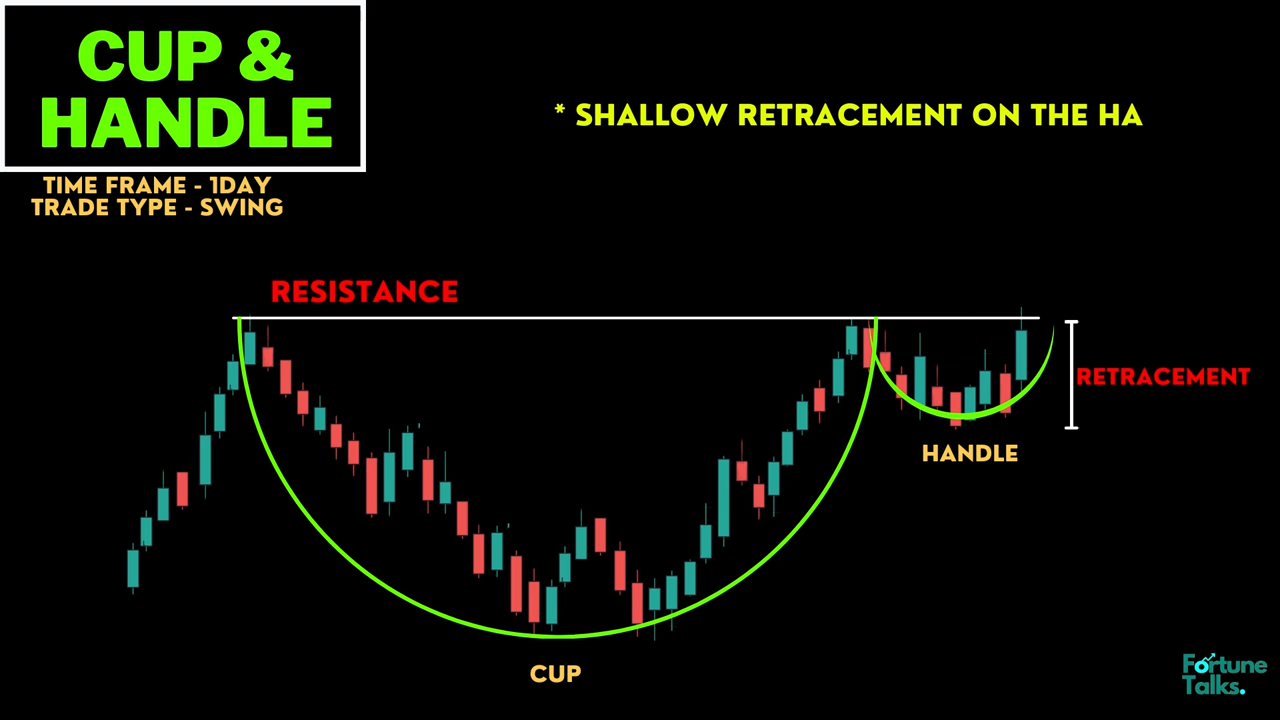 CUP &
HANDLE
TIME FRAME - 1DAY
TRADE TYPE - SWING
* SHALLOW RETRACEMENT ON THE HA
RESISTANCE
RETRACEMENT
HANDLE
CUP
Fortune
Talks.